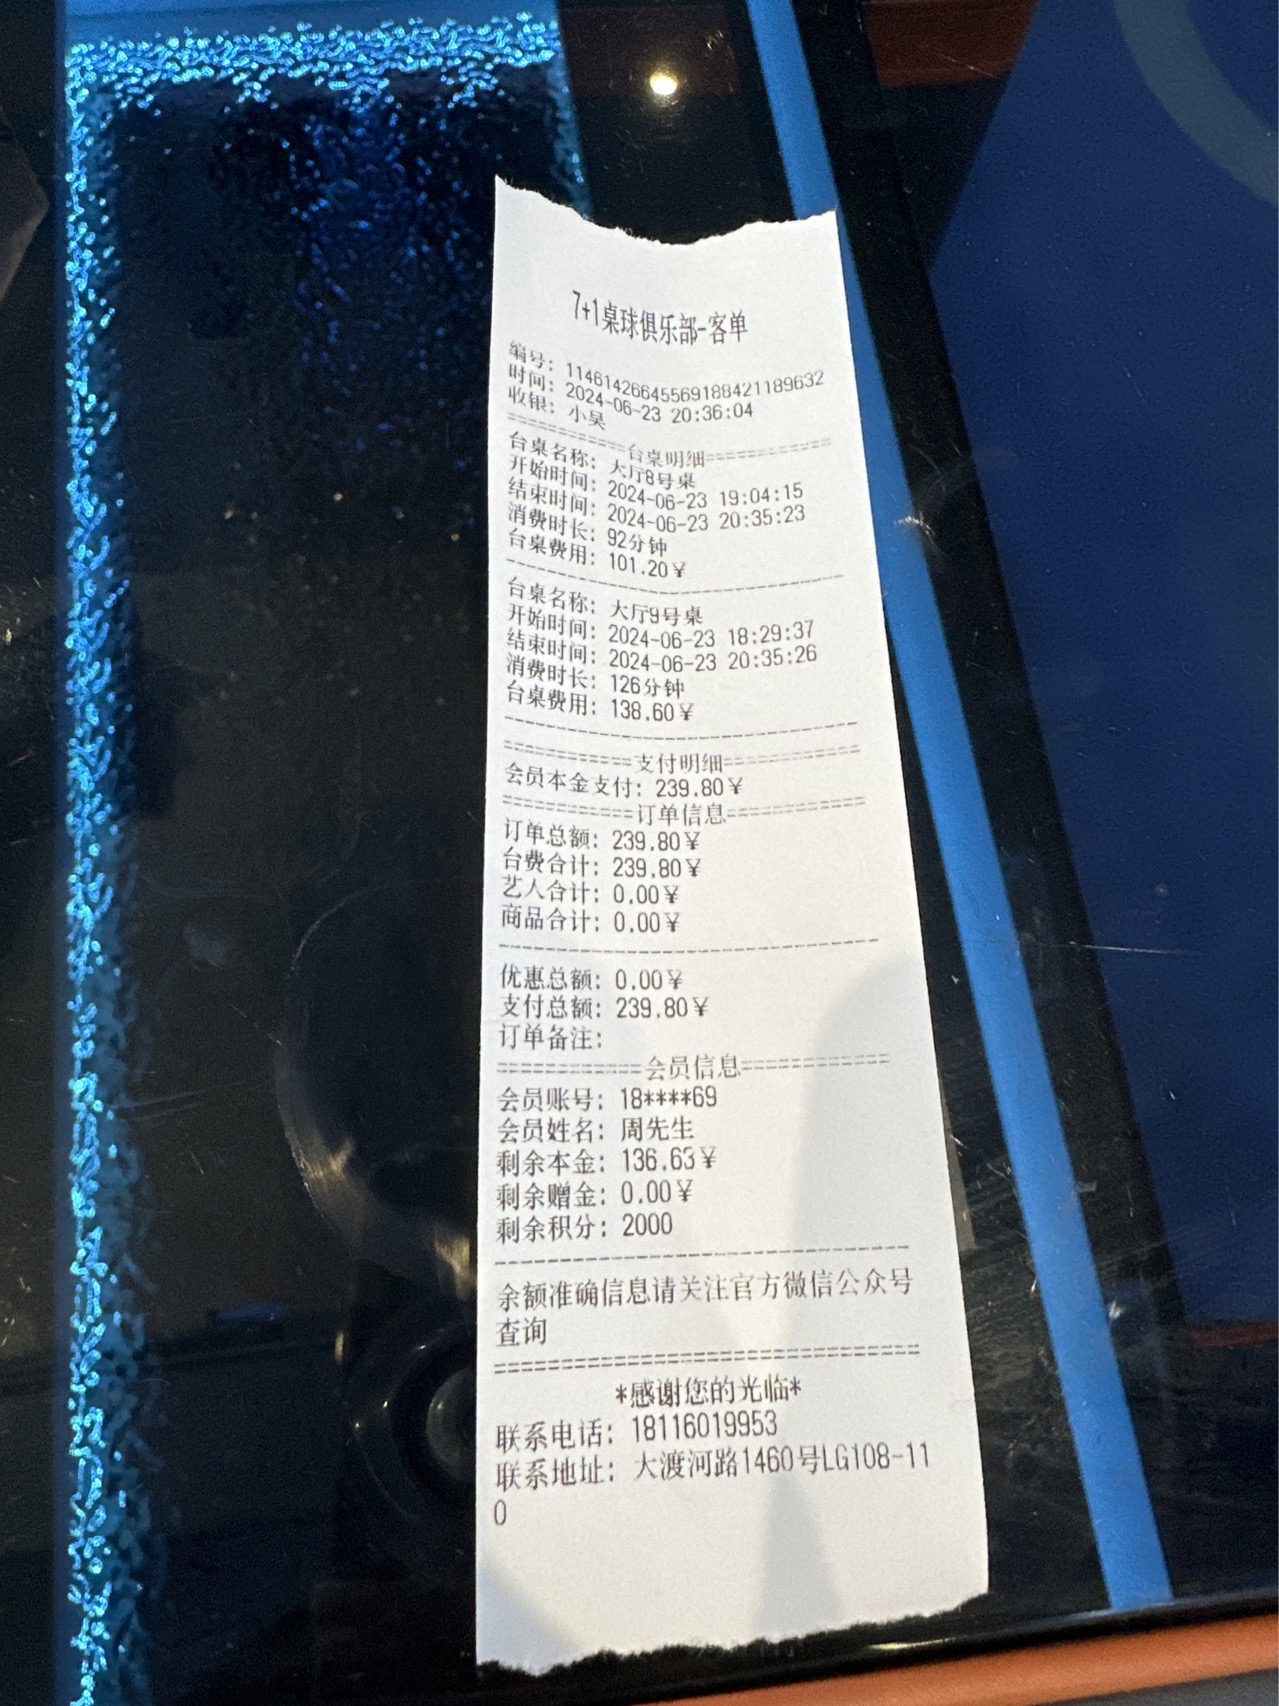 7+1桌球俱乐部-客单
编号: 1146142664556918842118​9632
时间: 2024-06-23 20:36:04
收银: 小吴
===========台桌明细===========
台桌名称: 大厅8号桌
开始时间: 2024-06-23 19:04:15
结束时间: 2024-06-23 20:35:23
消费时长: 92分钟
台桌费用: 101.20¥
--------------------------------
台桌名称: 大厅9号桌
开始时间: 2024-06-23 18:29:37
结束时间: 2024-06-23 20:35:26
消费时长: 126分钟
台桌费用: 138.60¥
--------------------------------
===========支付明细===========
会员本金支付: 239.80¥
===========订单信息===========
订单总额: 239.80¥
台费合计: 239.80¥
艺人合计: 0.00¥
商品合计: 0.00¥
--------------------------------
优惠总额: 0.00¥
支付总额: 239.80¥
订单备注:
===========会员信息===========
会员账号: 18****69
会员姓名: 周先生
剩余本金: 136.63¥
剩余赠金: 0.00¥
剩余积分: 2000
--------------------------------
余额准确信息请关注官方微信公众号
查询
================================
*感谢您的光临*
联系电话: 18116019953
联系地址: 大渡河路1460号LG108-11
0